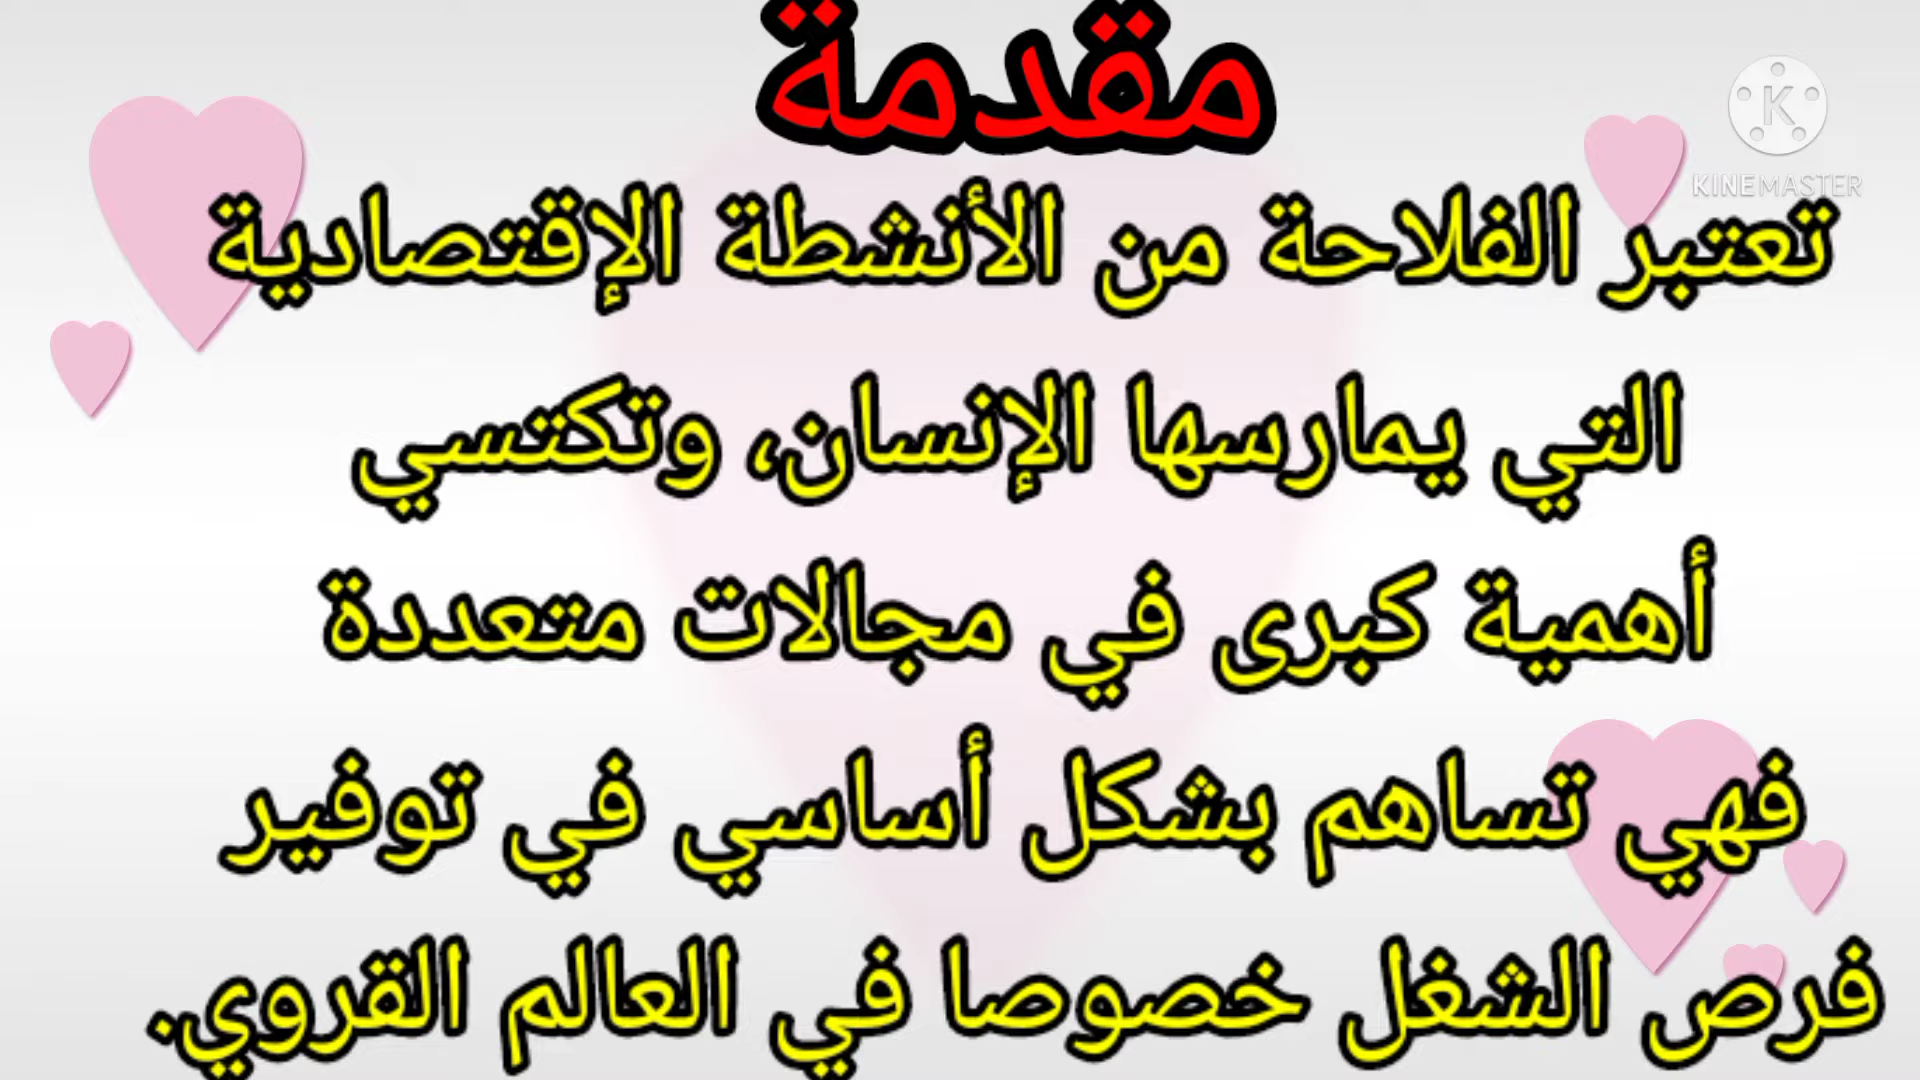 مقدمة
KINEMASTER
تعتبر الفلاحة من الأنشطة الإقتصادية
التي يمارسها الإنسان، وتكتسي
أهمية كبرى في مجالات متعددة
فهي تساهم بشكل أساسي في توفير
فرص الشغل خصوصا في العالم القروي.